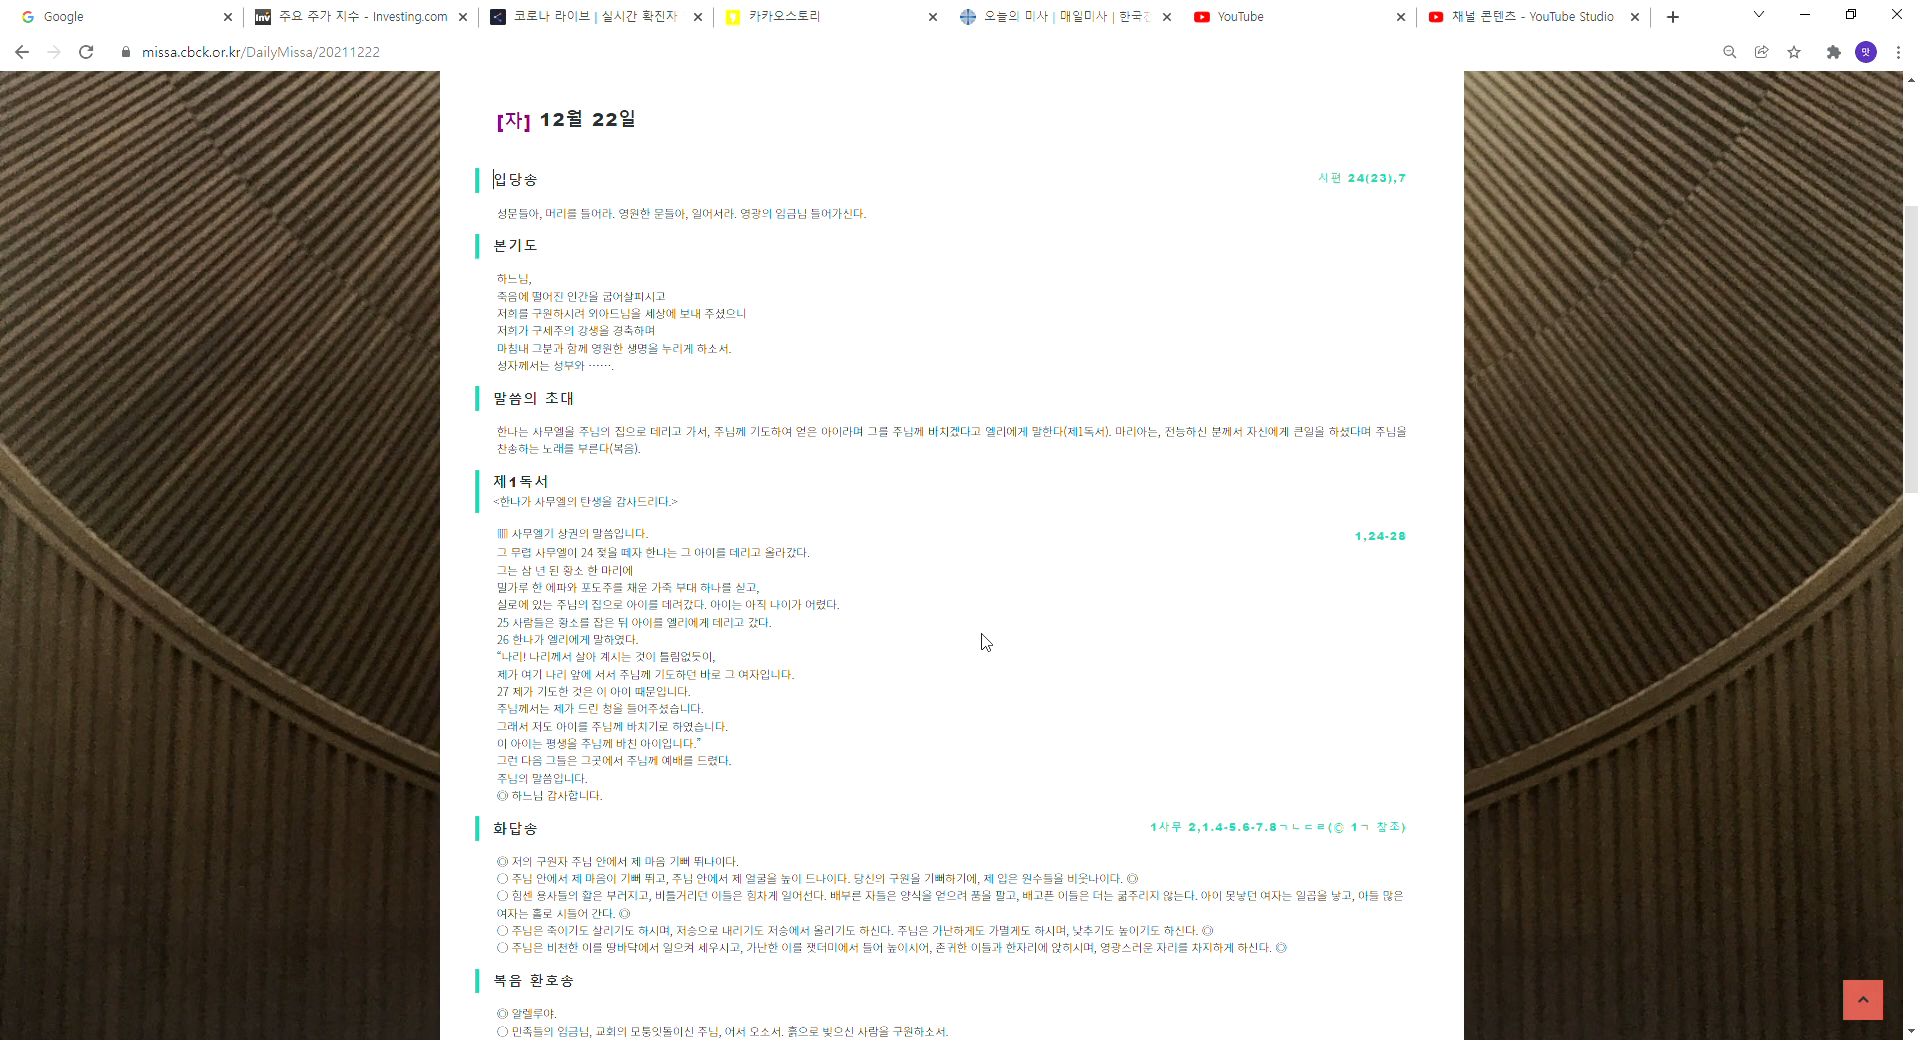 Google
주요 주가 지수 - Investing.com
코로나 라이브 | 실시간 확진자
카카오스토리
오늘의 미사 | 매일미사 | 한국천
YouTube
채널 콘텐츠 - YouTube Studio
missa.cbck.or.kr/DailyMissa/20211222
맛
[자] 12월 22일
입당송
시편 24(23),7
성문들아, 머리를 들어라. 영원한 문들아, 일어서라. 영광의 임금님 들어가신다.
본기도
하느님,
죽음에 떨어진 인간을 굽어살피시고
저희를 구원하시려 외아드님을 세상에 보내 주셨으니
저희가 구세주의 강생을 경축하며
마침내 그분과 함께 영원한 생명을 누리게 하소서.
성자께서는 성부와 …….
말씀의 초대
한나는 사무엘을 주님의 집으로 데리고 가서, 주님께 기도하여 얻은 아이라며 그를 주님께 바치겠다고 엘리에게 말한다(제1독서). 마리아는, 전능하신 분께서 자신에게 큰일을 하셨다며 주님을
찬송하는 노래를 부른다(복음).
제1독서
<한나가 사무엘의 탄생을 감사드리다.>
▥ 사무엘기 상권의 말씀입니다.
1,24-28
그 무렵 사무엘이 24 젖을 떼자 한나는 그 아이를 데리고 올라갔다.
그는 삼 년 된 황소 한 마리에
밀가루 한 에파와 포도주를 채운 가죽 부대 하나를 싣고,
실로에 있는 주님의 집으로 아이를 데려갔다. 아이는 아직 나이가 어렸다.
25 사람들은 황소를 잡은 뒤 아이를 엘리에게 데리고 갔다.
26 한나가 엘리에게 말하였다.
“나리! 나리께서 살아 계시는 것이 틀림없듯이,
제가 여기 나리 앞에 서서 주님께 기도하던 바로 그 여자입니다.
27 제가 기도한 것은 이 아이 때문입니다.
주님께서는 제가 드린 청을 들어주셨습니다.
그래서 저도 아이를 주님께 바치기로 하였습니다.
이 아이는 평생을 주님께 바친 아이입니다.”
그런 다음 그들은 그곳에서 주님께 예배를 드렸다.
주님의 말씀입니다.
◎ 하느님 감사합니다.
화답송
1사무 2,1.4-5.6-7.8ㄱㄴㄷㄹ(◎ 1ㄱ 참조)
◎ 저의 구원자 주님 안에서 제 마음 기뻐 뛰나이다.
○ 주님 안에서 제 마음이 기뻐 뛰고, 주님 안에서 제 얼굴을 높이 드나이다. 당신의 구원을 기뻐하기에, 제 입은 원수들을 비웃나이다. ◎
○ 힘센 용사들의 활은 부러지고, 비틀거리던 이들은 힘차게 일어선다. 배부른 자들은 양식을 얻으려 품을 팔고, 배고픈 이들은 더는 굶주리지 않는다. 아이 못낳던 여자는 일곱을 낳고, 아들 많은
여자는 홀로 시들어 간다. ◎
○ 주님은 죽이기도 살리기도 하시며, 저승으로 내리기도 저승에서 올리기도 하신다. 주님은 가난하게도 가멸게도 하시며, 낮추기도 높이기도 하신다. ◎
○ 주님은 비천한 이를 땅바닥에서 일으켜 세우시고, 가난한 이를 잿더미에서 들어 높이시어, 존귀한 이들과 한자리에 앉히시며, 영광스러운 자리를 차지하게 하신다. ◎
복음 환호송
◎ 알렐루야.
○ 민족들의 임금님, 교회의 모퉁잇돌이신 주님, 어서 오소서. 흙으로 빚으신 사람을 구원하소서.